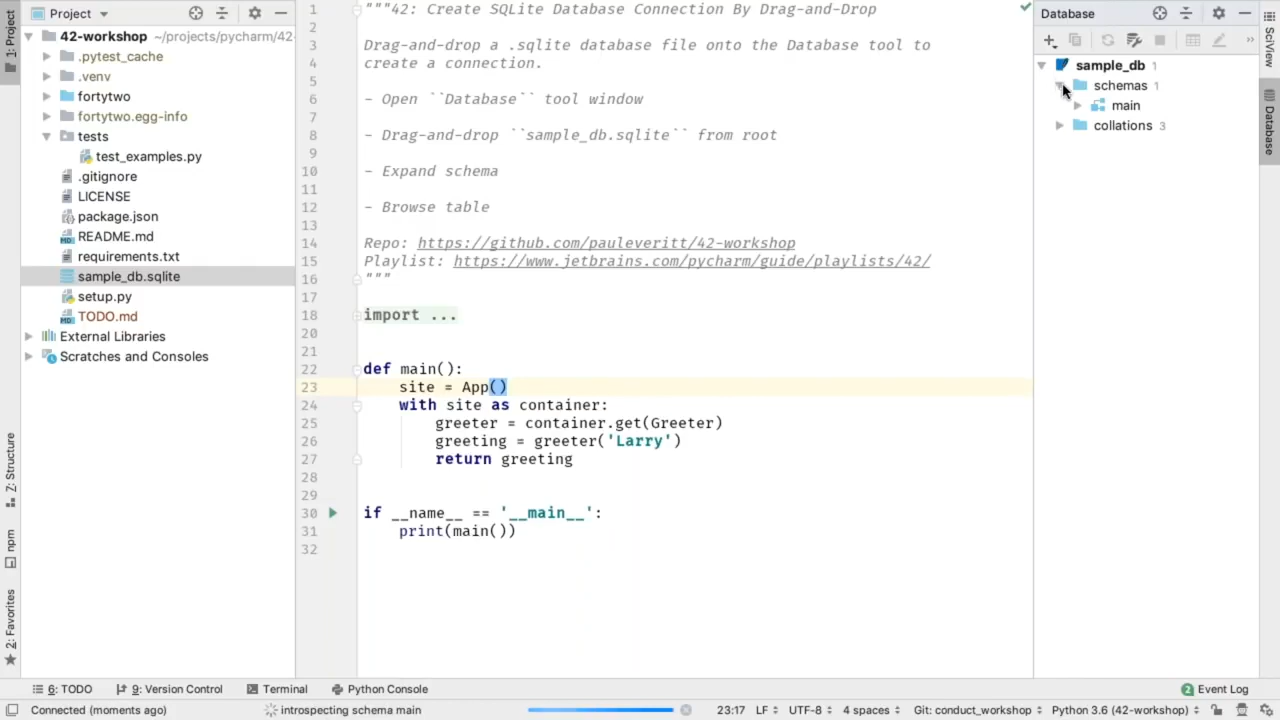 1: Project
Project
42-workshop ~/projects/pycharm/42-
.pytest_cache
.venv
fortytwo
fortytwo.egg-info
tests
test_examples.py
.gitignore
LICENSE
package.json
README.md
requirements.txt
sample_db.sqlite
setup.py
TODO.md
External Libraries
Scratches and Consoles
Z: Structure
npm
2: Favorites
1 """42: Create SQLite Database Connection By Drag-and-Drop
2
3 Drag-and-drop a .sqlite database file onto the Database tool to
4 create a connection.
5
6 - Open ``Database`` tool window
7
8 - Drag-and-drop ``sample_db.sqlite`` from root
9
10 - Expand schema
11
12 - Browse table
13
14 Repo: https://github.com/pauleveritt/42-workshop
15 Playlist: https://www.jetbrains.com/pycharm/guide/playlists/42/
16 """
17
18 import ...
20
21
22 def main():
23 site = App()
24 with site as container:
25 greeter = container.get(Greeter)
26 greeting = greeter('Larry')
27 return greeting
28
29
30 if __name__ == '__main__':
31 print(main())
32
Database
sample_db 1
schemas 1
main
collations 3
SciView
Database
6: TODO 9: Version Control Terminal Python Console 2 Event Log
Connected (moments ago) introspecting schema main 23:17 LF UTF-8 4 spaces Git: conduct_workshop Python 3.6 (42-workshop)